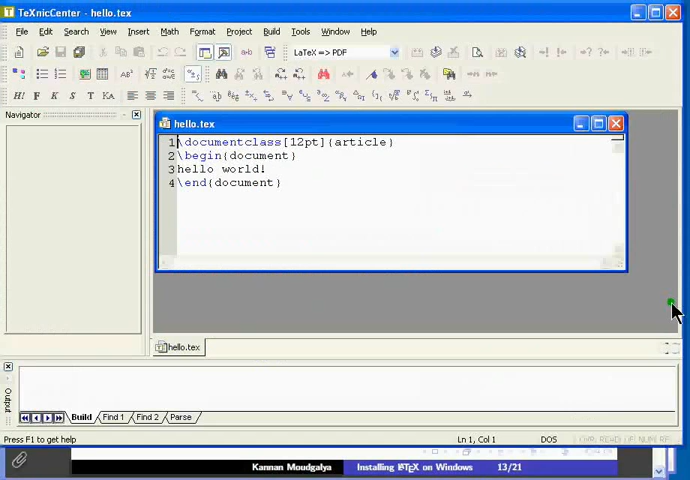 TeXnicCenter - hello.tex
File Edit Search View Insert Math Format Project Build Tools Window Help
LaTeX => PDF
H! F K S T KA
Navigator
hello.tex
1 \documentclass[12pt]{article}
2 \begin{document}
3 hello world!
4 \end{document}
hello.tex
Output
Build Find 1 Find 2 Parse
Press F1 to get help Ln 1, Col 1 DOS OVR READ
Kannan Moudgalya Installing LATEX on Windows 13/21